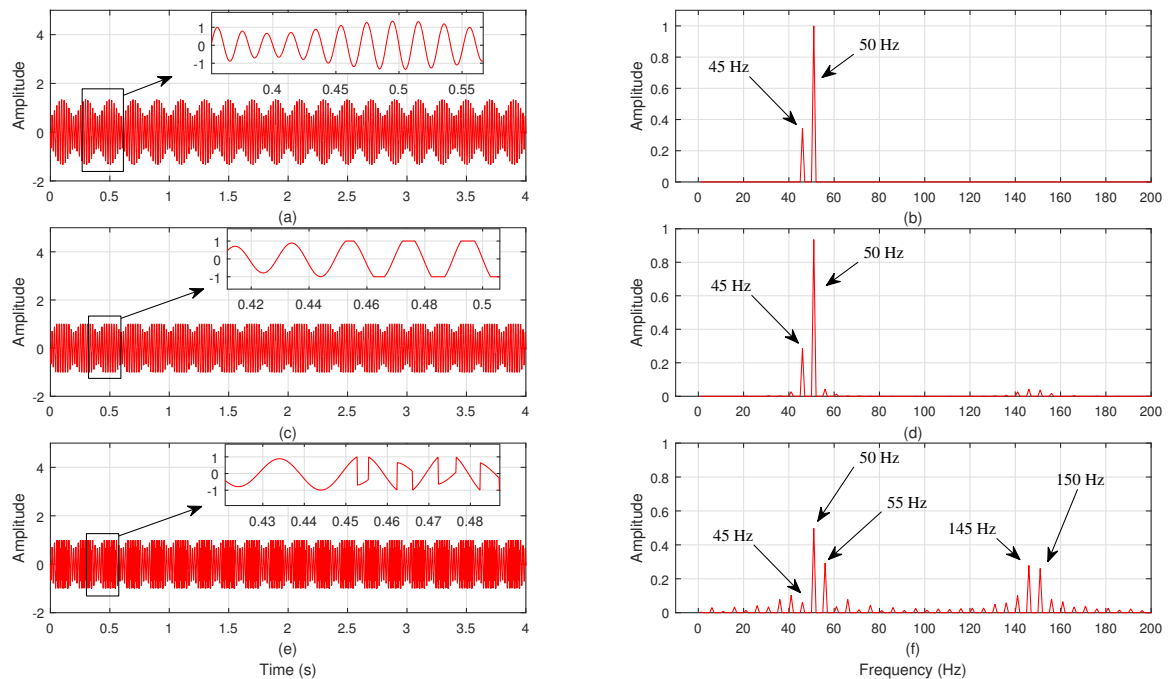 Amplitude
4
2
0
-2
1
0
-1
0.4
0.45
0.5
0.55
0 0.5 1 1.5 2 2.5 3 3.5 4
(a)
Amplitude
1
0.8
0.6
0.4
0.2
0
45 Hz
50 Hz
0 20 40 60 80 100 120 140 160 180 200
(b)
Amplitude
4
2
0
-2
1
0
-1
0.42 0.44 0.46 0.48 0.5
0 0.5 1 1.5 2 2.5 3 3.5 4
(c)
Amplitude
1
0.8
0.6
0.4
0.2
0
45 Hz
50 Hz
0 20 40 60 80 100 120 140 160 180 200
(d)
Amplitude
4
2
0
-2
1
0
-1
0.43 0.44 0.45 0.46 0.47 0.48
0 0.5 1 1.5 2 2.5 3 3.5 4
(e)
Time (s)
Amplitude
1
0.8
0.6
0.4
0.2
0
45 Hz
50 Hz
55 Hz
145 Hz
150 Hz
0 20 40 60 80 100 120 140 160 180 200
(f)
Frequency (Hz)